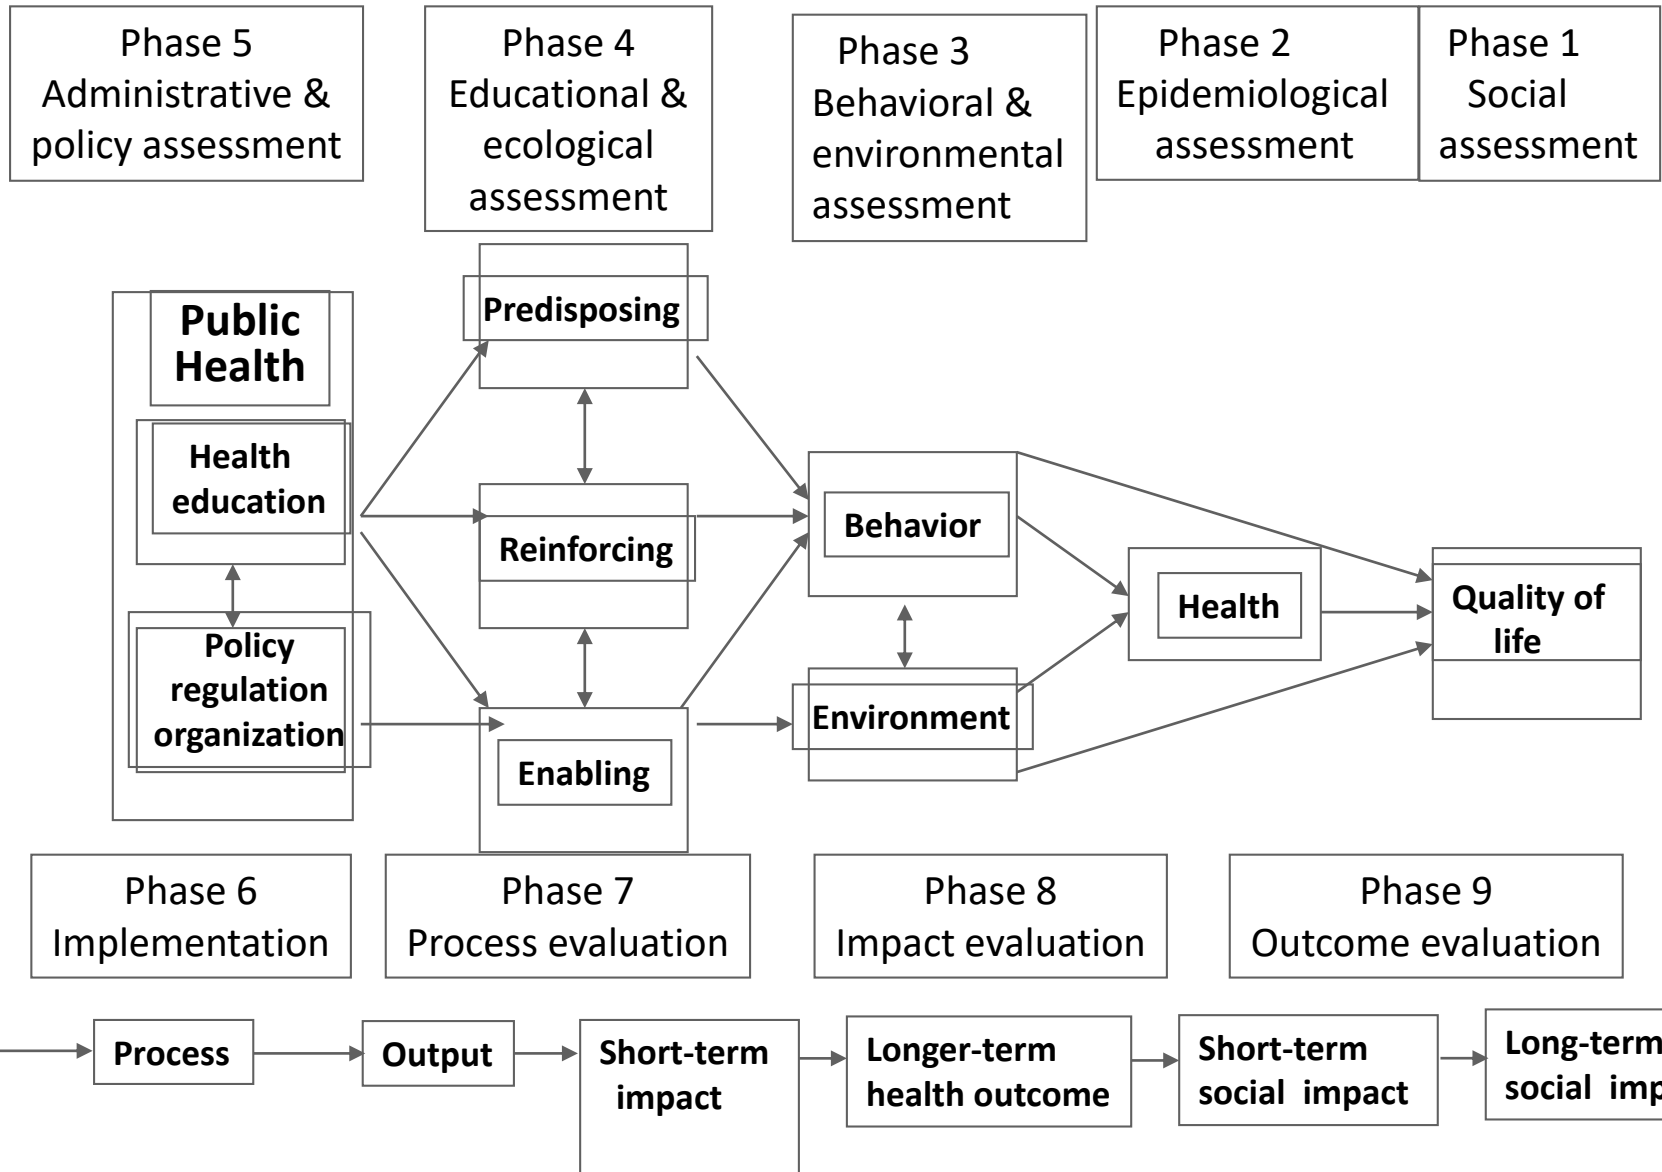 Phase 5
Administrative &
policy assessment
Phase 4
Educational &
ecological
assessment
Phase 3
Behavioral &
environmental
assessment
Phase 2
Epidemiological
assessment
Phase 1
Social
assessment
Public
Health
Health
education
Policy
regulation
organization
Predisposing
Reinforcing
Enabling
Behavior
Environment
Health
Quality of
life
Phase 6
Implementation
Phase 7
Process evaluation
Phase 8
Impact evaluation
Phase 9
Outcome evaluation
Process
Output
Short-term
impact
Longer-term
health outcome
Short-term
social impact
Long-term
social imp